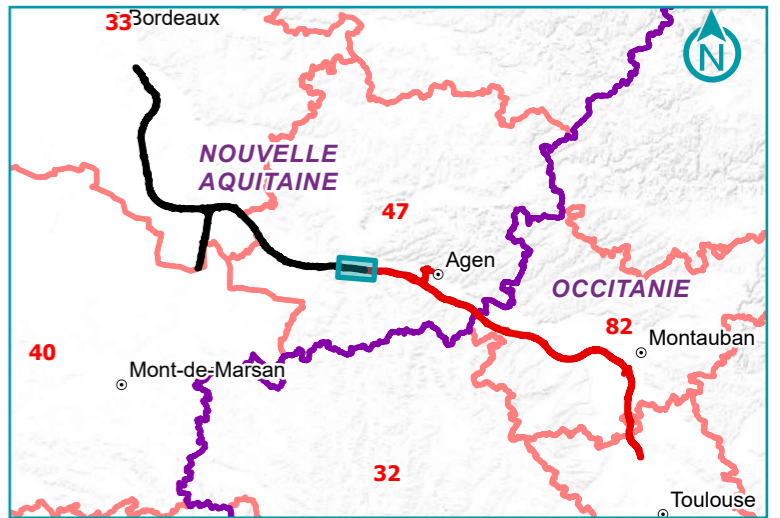 Bordeaux
33
N
NOUVELLE
AQUITAINE
47
Agen
OCCITANIE
82
Montauban
40
Mont-de-Marsan
32
Toulouse